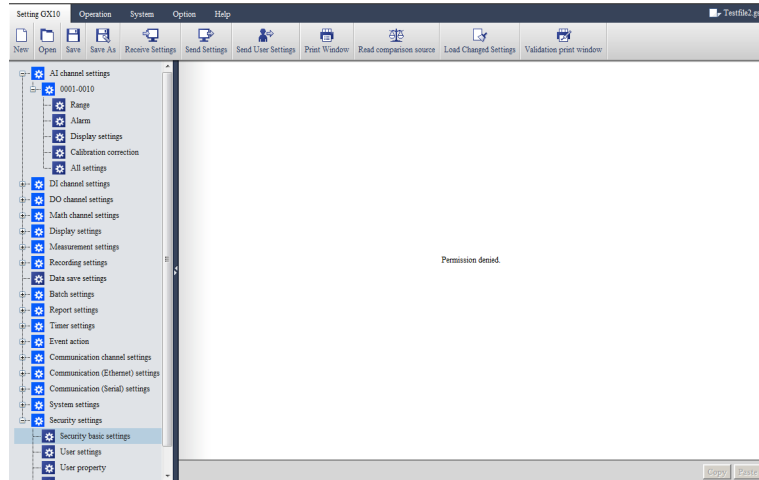 Setting GX10 Operation System Option Help Testfile2.gs
New Open Save Save As Receive Settings Send Settings Send User Settings Print Window Read comparison source Load Changed Settings Validation print window
AI channel settings
0001-0010
Range
Alarm
Display settings
Calibration correction
All settings
DI channel settings
DO channel settings
Math channel settings
Display settings
Measurement settings
Recording settings
Permission denied.
Data save settings
Batch settings
Report settings
Timer settings
Event action
Communication channel settings
Communication (Ethernet) settings
Communication (Serial) settings
System settings
Security settings
Security basic settings
User settings
User property
Copy Paste